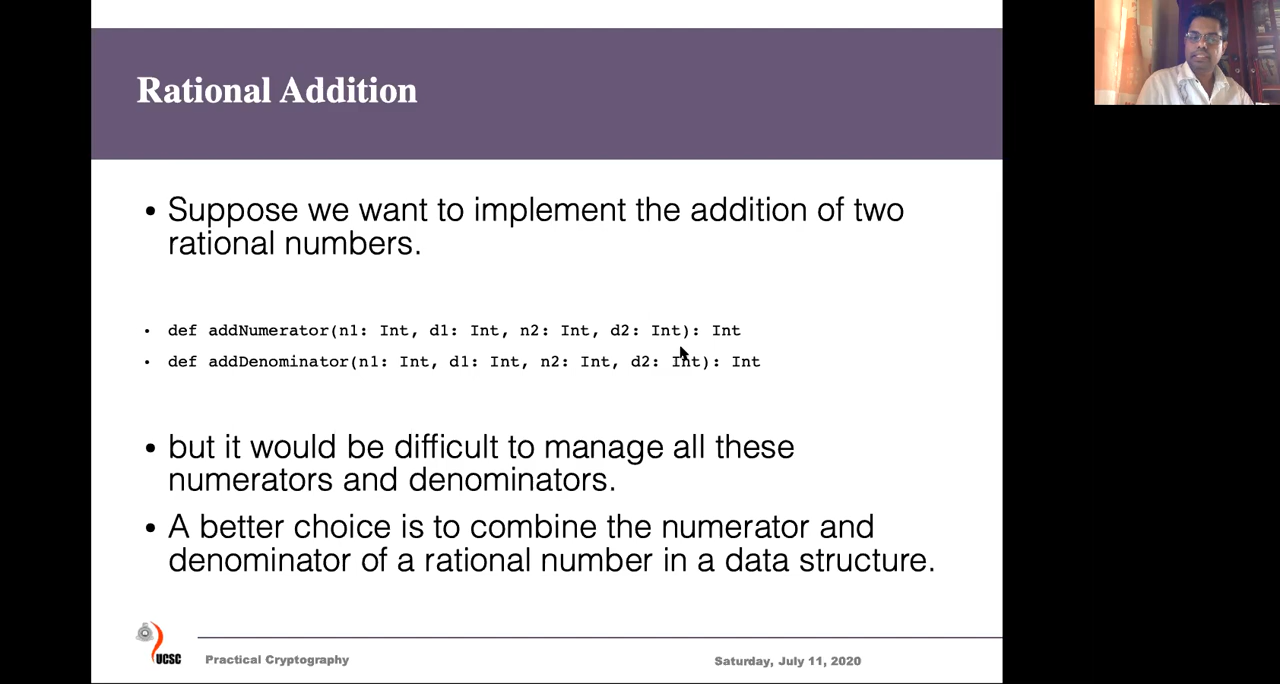 Rational Addition
• Suppose we want to implement the addition of two
rational numbers.
• def addNumerator(n1: Int, d1: Int, n2: Int, d2: Int): Int
• def addDenominator(n1: Int, d1: Int, n2: Int, d2: Int): Int
• but it would be difficult to manage all these
numerators and denominators.
• A better choice is to combine the numerator and
denominator of a rational number in a data structure.
UCSC
Practical Cryptography
Saturday, July 11, 2020